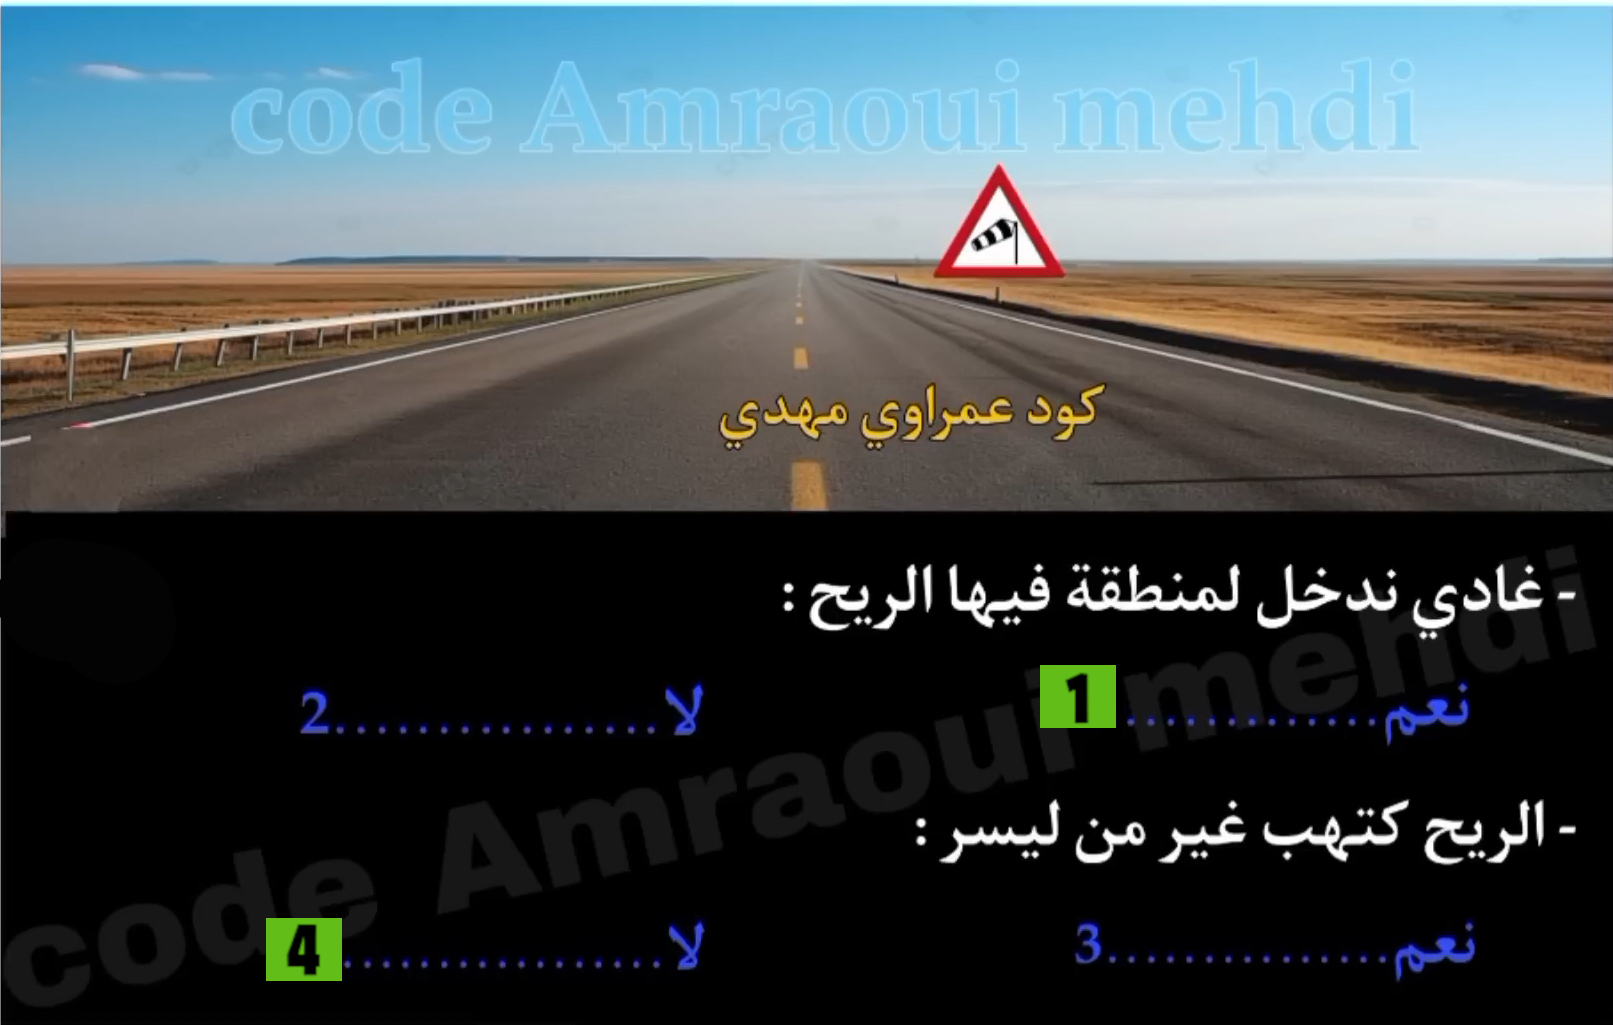 code Amraoui mehdi
كود عمراوي مهدي
- غادي ندخل لمنطقة فيها الريح :
نعم.............1 لا................2
- الريح كتهب غير من ليسر :
نعم..............3 لا................4
code Amraoui mehdi